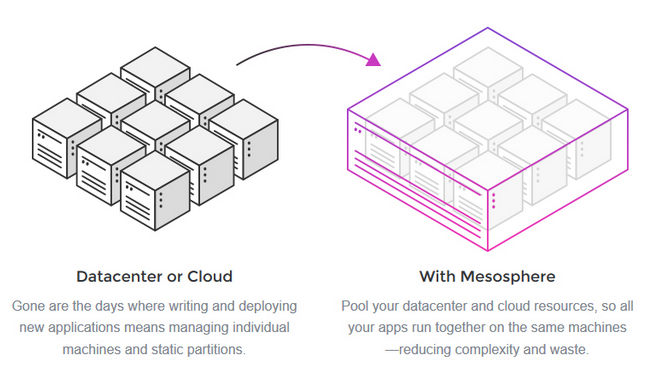 Datacenter or Cloud
Gone are the days where writing and deploying
new applications means managing individual
machines and static partitions.
With Mesosphere
Pool your datacenter and cloud resources, so all
your apps run together on the same machines
—reducing complexity and waste.